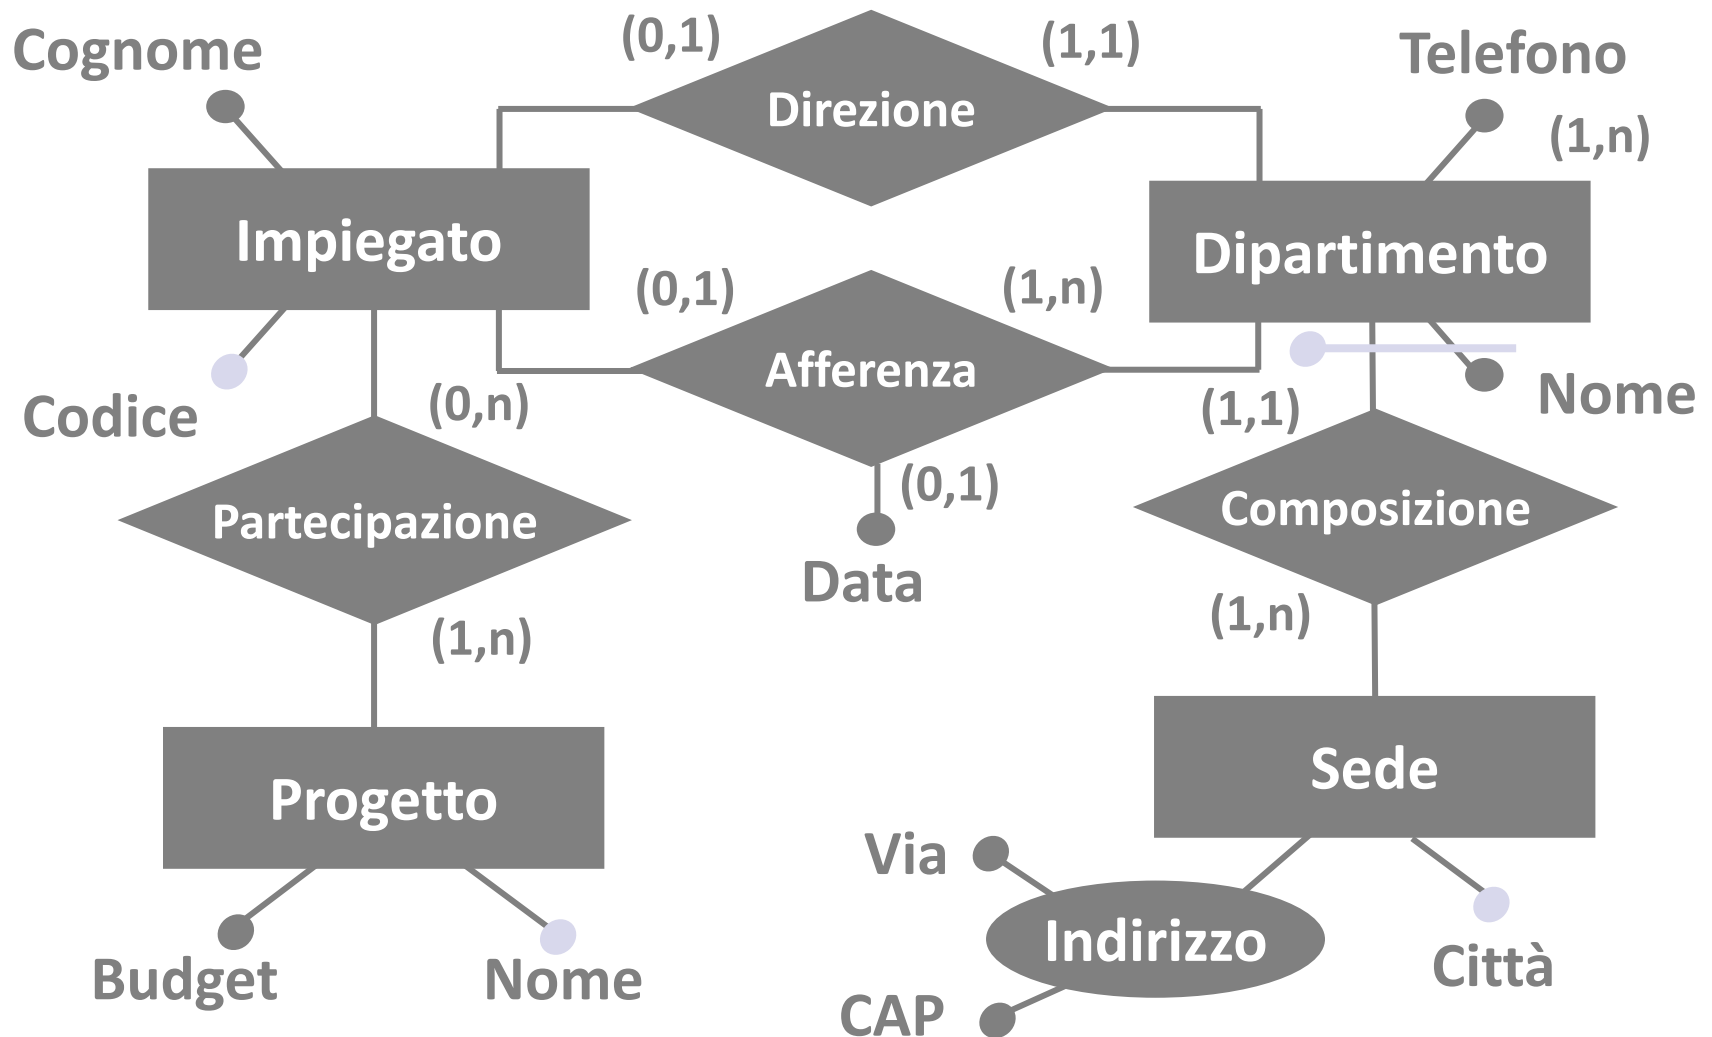 Cognome
(0,1)
Direzione
(1,1)
Telefono
(1,n)
Impiegato
Dipartimento
(0,1)
Afferenza
(1,n)
Codice
(0,n)
(0,1)
Data
(1,1)
Nome
Partecipazione
Composizione
(1,n)
(1,n)
Progetto
Sede
Budget
Nome
Via
Indirizzo
CAP
Città